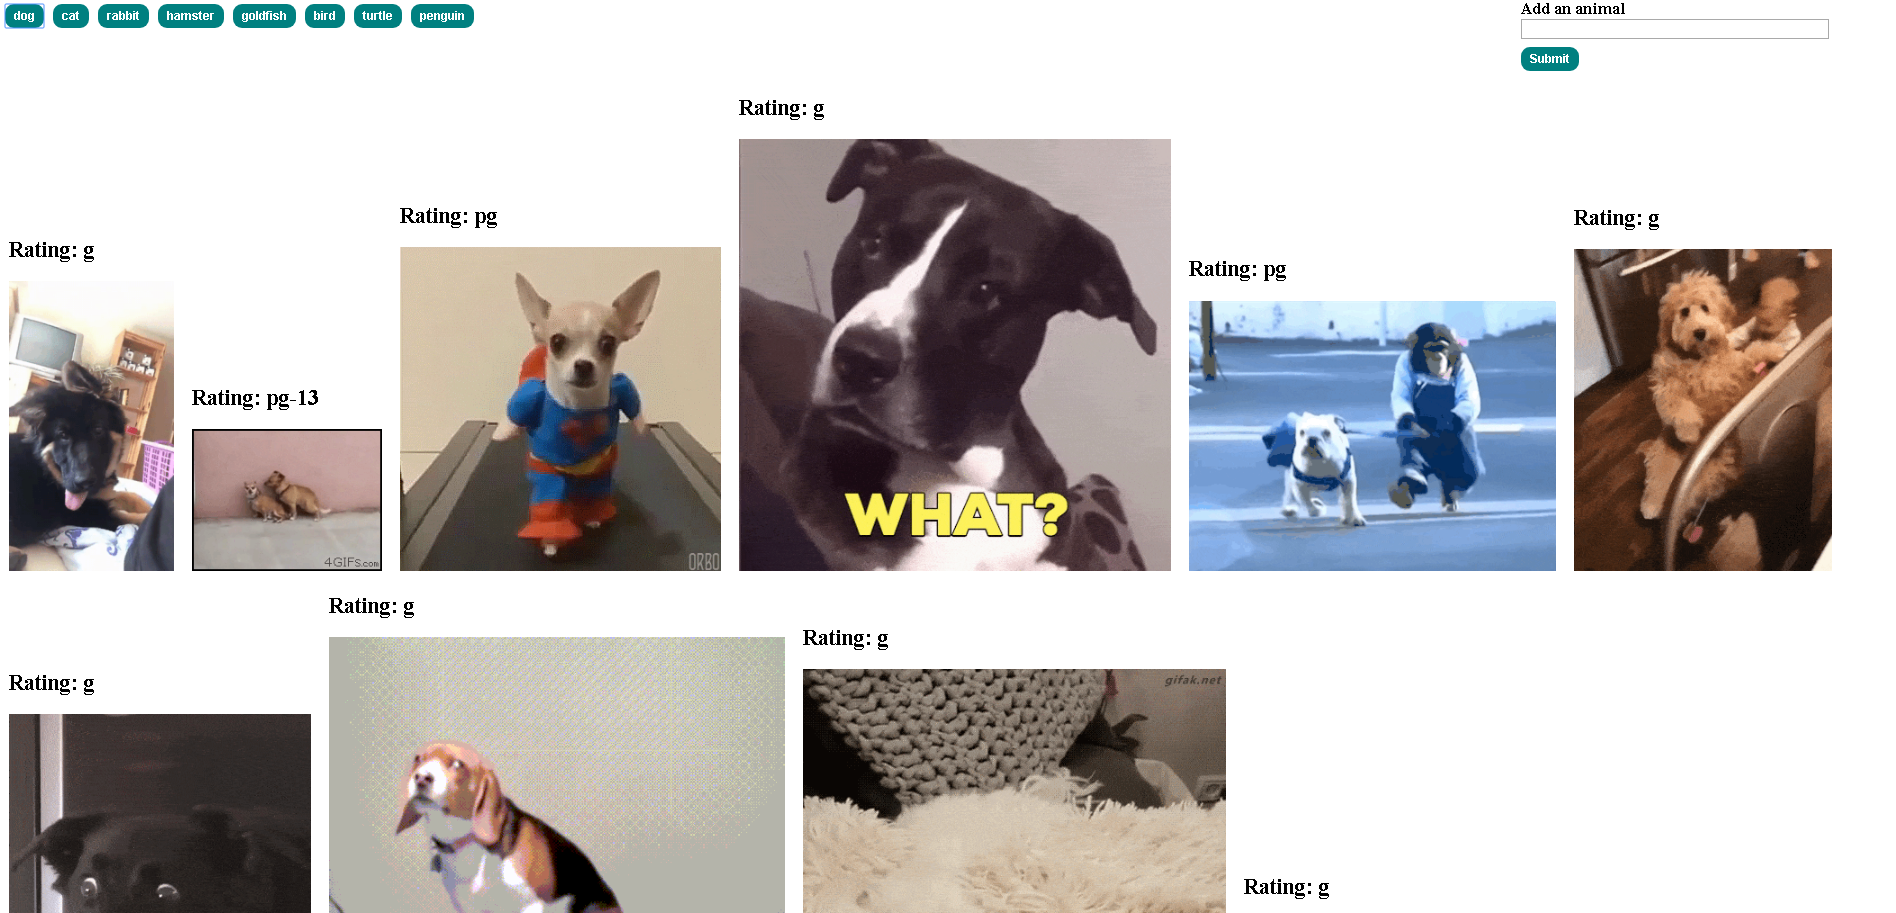 dog cat rabbit hamster goldfish bird turtle penguin
Add an animal
Submit
Rating: g
Rating: pg-13
4GIFs.com
Rating: pg
ORBO
Rating: g
WHAT?
Rating: pg
Rating: g
Rating: g
Rating: g
Rating: g
gifak.net
Rating: g